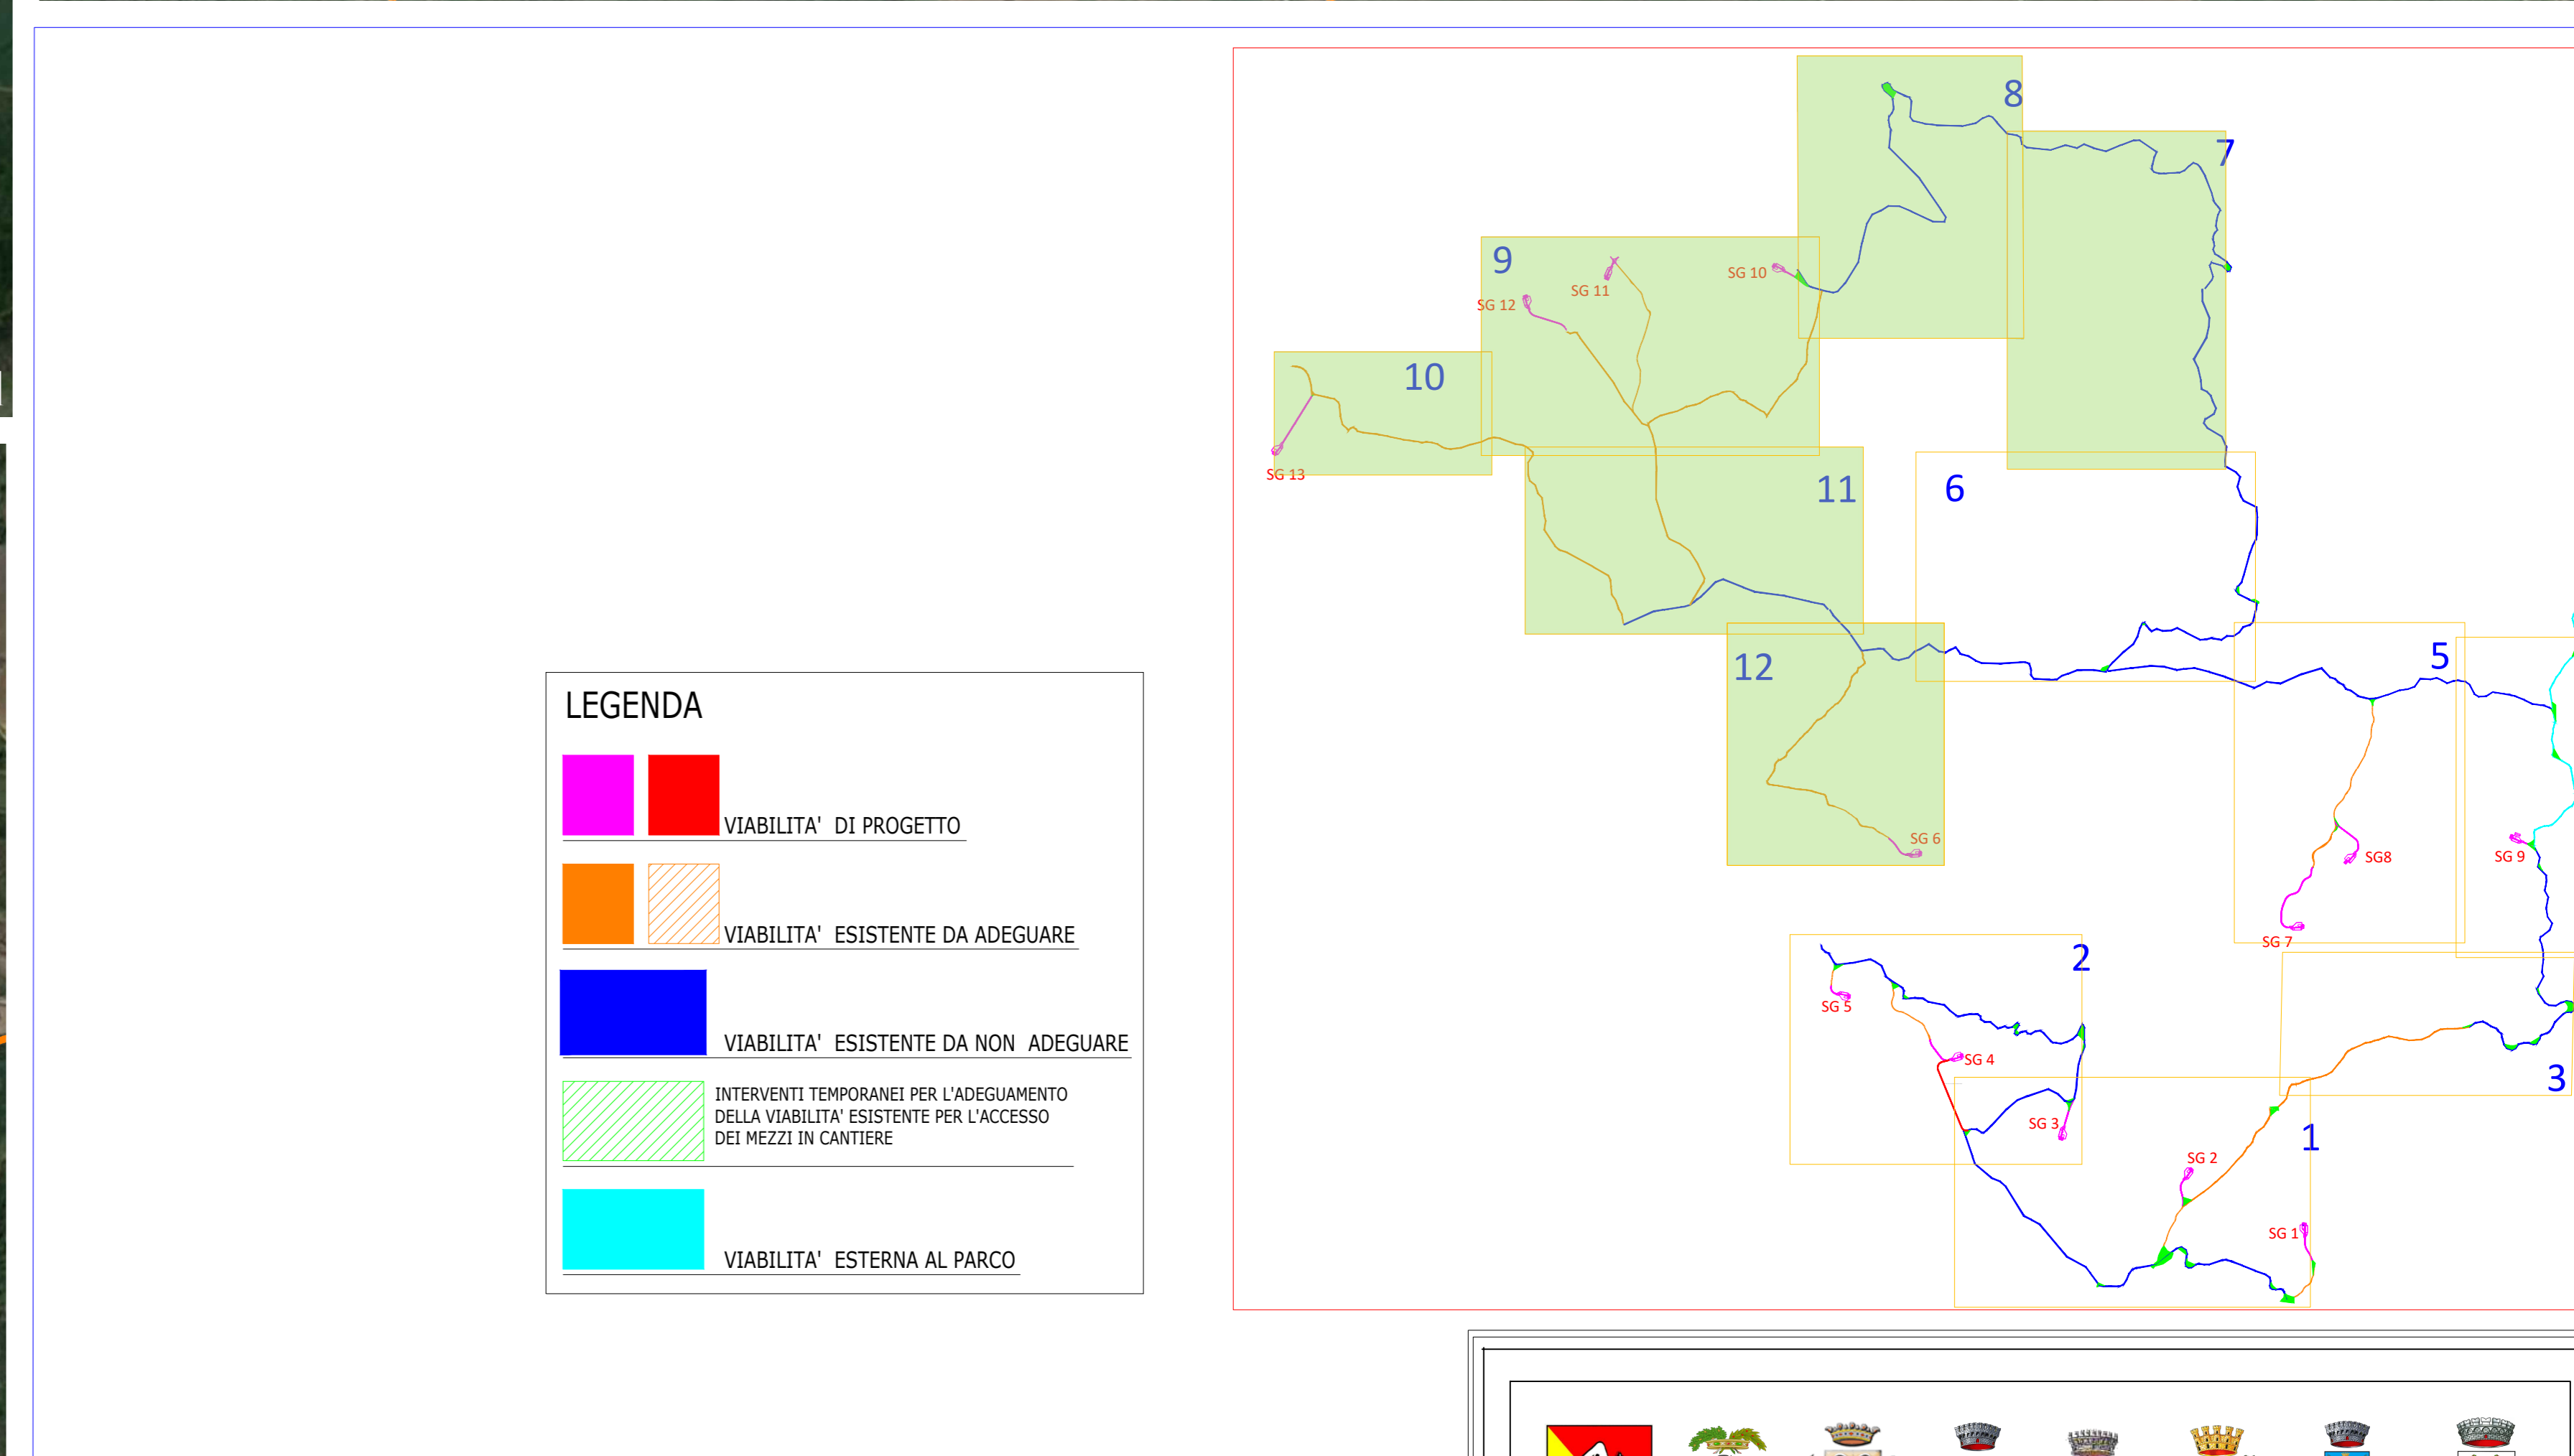 8
7
9
SG 11
SG 10
SG 12
10
SG 13
11
6
12
5
SG 6
SG8
SG 9
SG 7
2
SG 5
SG 4
3
SG 3
1
SG 2
SG 1
LEGENDA
VIABILITA' DI PROGETTO
VIABILITA' ESISTENTE DA ADEGUARE
VIABILITA' ESISTENTE DA NON ADEGUARE
INTERVENTI TEMPORANEI PER L'ADEGUAMENTO
DELLA VIABILITA' ESISTENTE PER L'ACCESSO
DEI MEZZI IN CANTIERE
VIABILITA' ESTERNA AL PARCO